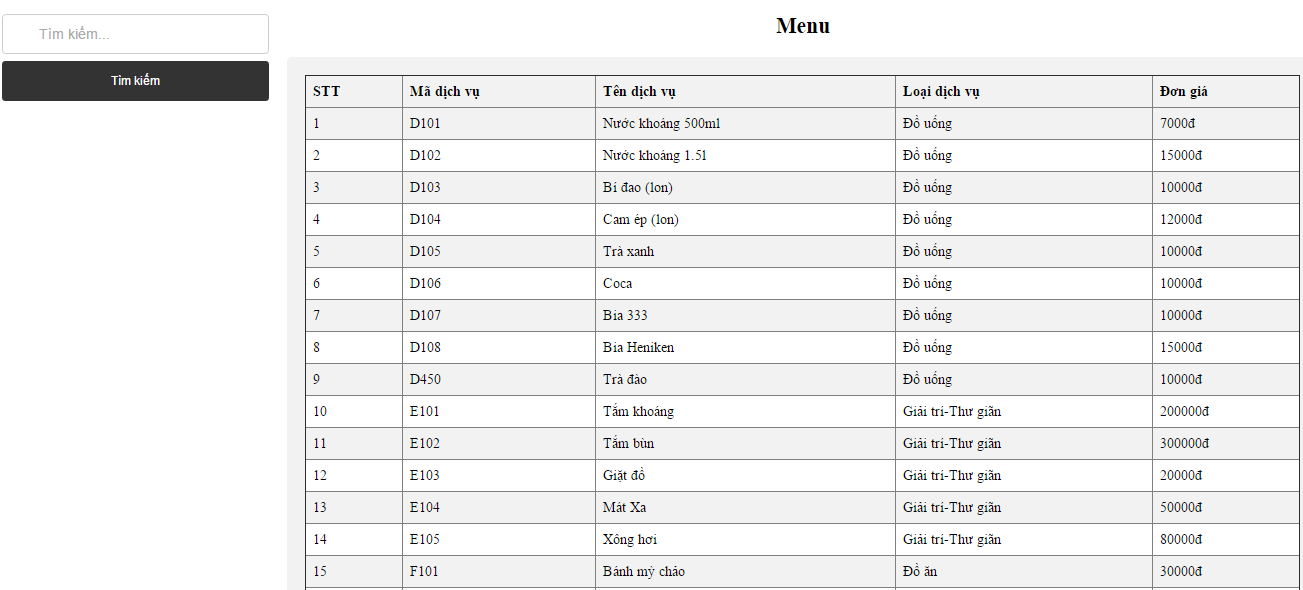 Menu
Tìm kiếm...
Tìm kiếm
STT Mã dịch vụ Tên dịch vụ Loại dịch vụ Đơn giá
1 D101 Nước khoáng 500ml Đồ uống 7000đ
2 D102 Nước khoáng 1.5l Đồ uống 15000đ
3 D103 Bí đao (lon) Đồ uống 10000đ
4 D104 Cam ép (lon) Đồ uống 12000đ
5 D105 Trà xanh Đồ uống 10000đ
6 D106 Coca Đồ uống 10000đ
7 D107 Bia 333 Đồ uống 10000đ
8 D108 Bia Heniken Đồ uống 15000đ
9 D450 Trà đào Đồ uống 10000đ
10 E101 Tắm khoáng Giải trí-Thư giãn 200000đ
11 E102 Tắm bùn Giải trí-Thư giãn 300000đ
12 E103 Giặt đồ Giải trí-Thư giãn 20000đ
13 E104 Mát Xa Giải trí-Thư giãn 50000đ
14 E105 Xông hơi Giải trí-Thư giãn 80000đ
15 F101 Bánh mỳ chảo Đồ ăn 30000đ